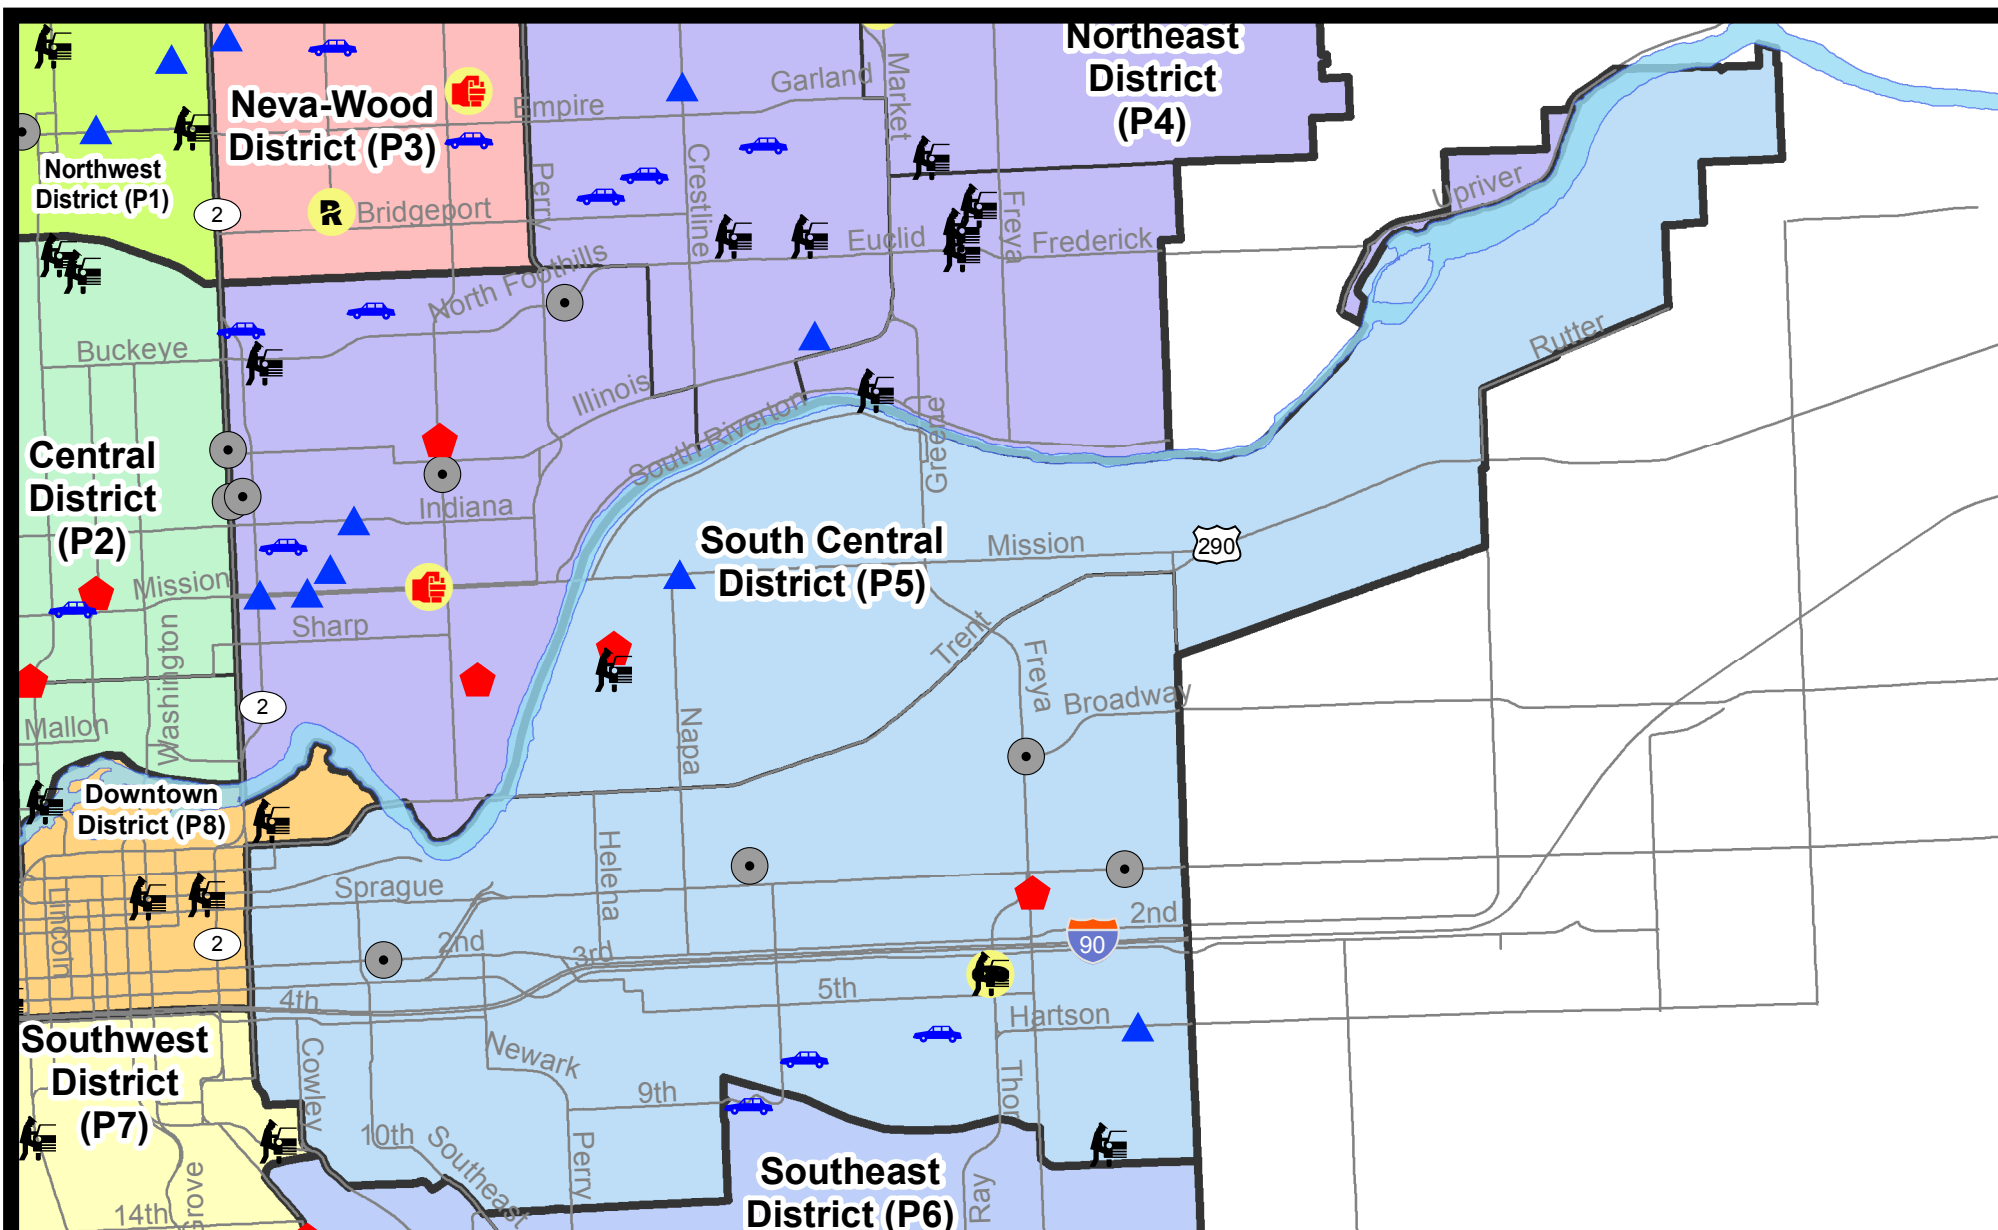 Northeast
District
(P4)
Neva-Wood
District (P3)
Northwest
District (P1)
Garland
Empire
Market
Crestline
Perry
Bridgeport
2
Euclid
Freya
Frederick
Upriver
North Foothills
Buckeye
Illinois
Rutter
South Riverton
Greene
Central
District
(P2)
Indiana
South Central
District (P5)
Mission
290
Mission
Sharp
Washington
Trent
Freya
Broadway
Napa
2
Mallon
Downtown
District (P8)
Helena
Sprague
Lincoln
2
2nd
3rd
2nd
90
4th
5th
Hartson
Southwest
District
(P7)
Cowley
Newark
9th
Thor
10th
Southeast
Perry
Southeast
District (P6)
Ray
14th
Grove